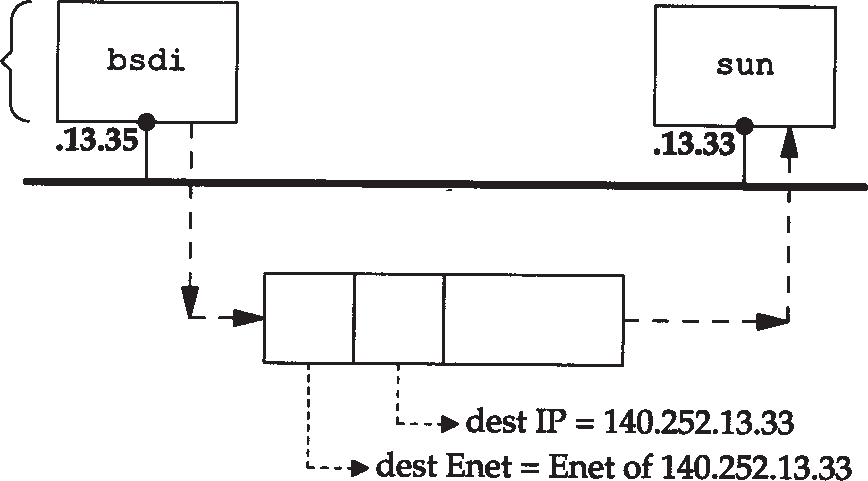 bsdi
sun
.13.35
.13.33
dest IP = 140.252.13.33
dest Enet = Enet of 140.252.13.33